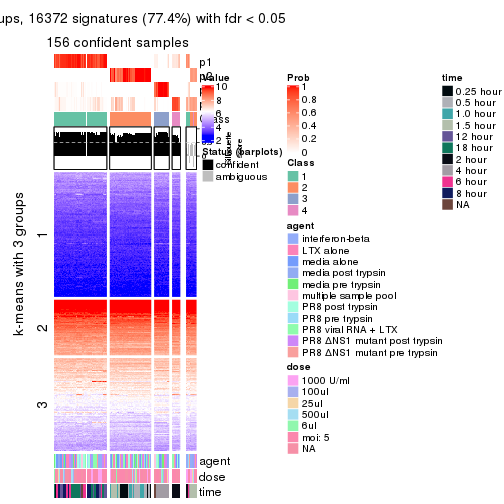 ups, 16372 signatures (77.4%) with fdr < 0.05
156 confident samples
p1
value
10
8
6
4
2
Status (barplots)
confident
ambiguous
Silhouette
score
k-means with 3 groups
1
2
3
agent
dose
time
Prob
1
0.8
0.6
0.4
0.2
0
Class
1
2
3
4
agent
interferon-beta
LTX alone
media alone
media post trypsin
media pre trypsin
multiple sample pool
PR8 post trypsin
PR8 pre trypsin
PR8 viral RNA + LTX
PR8 ΔNS1 mutant post trypsin
PR8 ΔNS1 mutant pre trypsin
dose
1000 U/ml
100ul
25ul
500ul
6ul
moi: 5
NA
time
0.25 hour
0.5 hour
1.0 hour
1.5 hour
12 hour
18 hour
2 hour
4 hour
6 hour
8 hour
NA